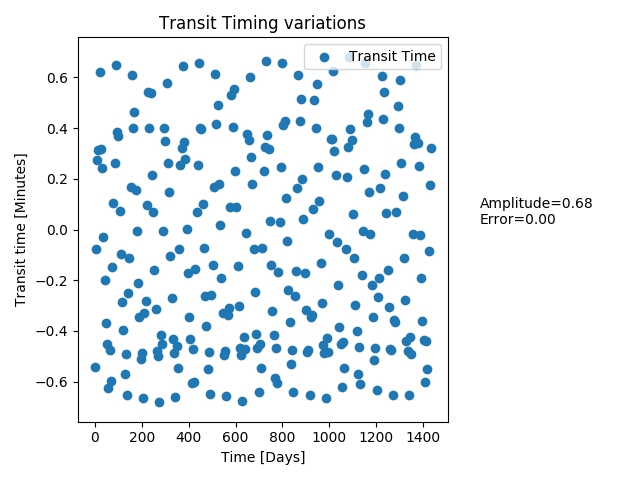 Transit Timing variations
Transit Time
0.6
0.4
0.2
0.0
−0.2
−0.4
−0.6
Transit time [Minutes]
Amplitude=0.68
Error=0.00
0 200 400 600 800 1000 1200 1400
Time [Days]